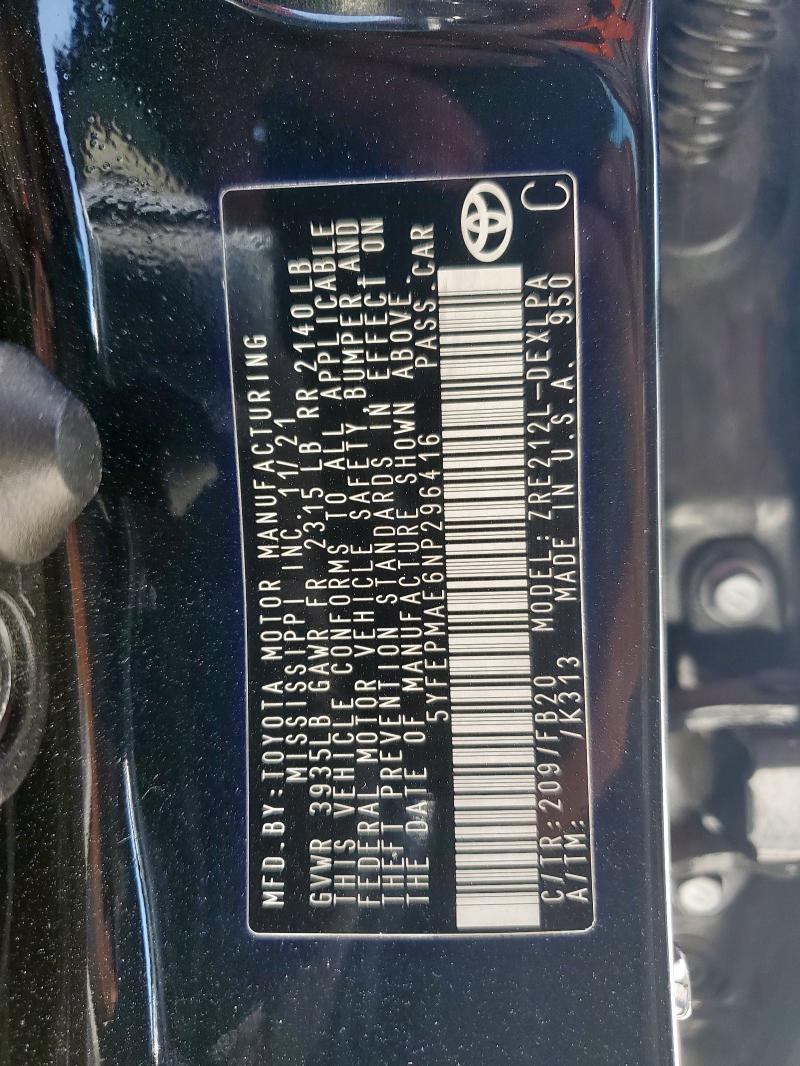 MFD.BY:TOYOTA MOTOR MANUFACTURING
MISSISSIPPI INC. 11/21
GVWR 3935LB GAWR FR 2315 LB RR 2140LB
THIS VEHICLE CONFORMS TO ALL APPLICABLE
FEDERAL MOTOR VEHICLE SAFETY, BUMPER, AND
THEFT PREVENTION STANDARDS IN EFFECT ON
THE DATE OF MANUFACTURE SHOWN ABOVE.
5YFEPMAE6NP296416 PASS.CAR
C/TR:209/FB20 MODEL:ZRE212L-DEXLPA
A/TM: /K313 MADE IN U.S.A. 950
C